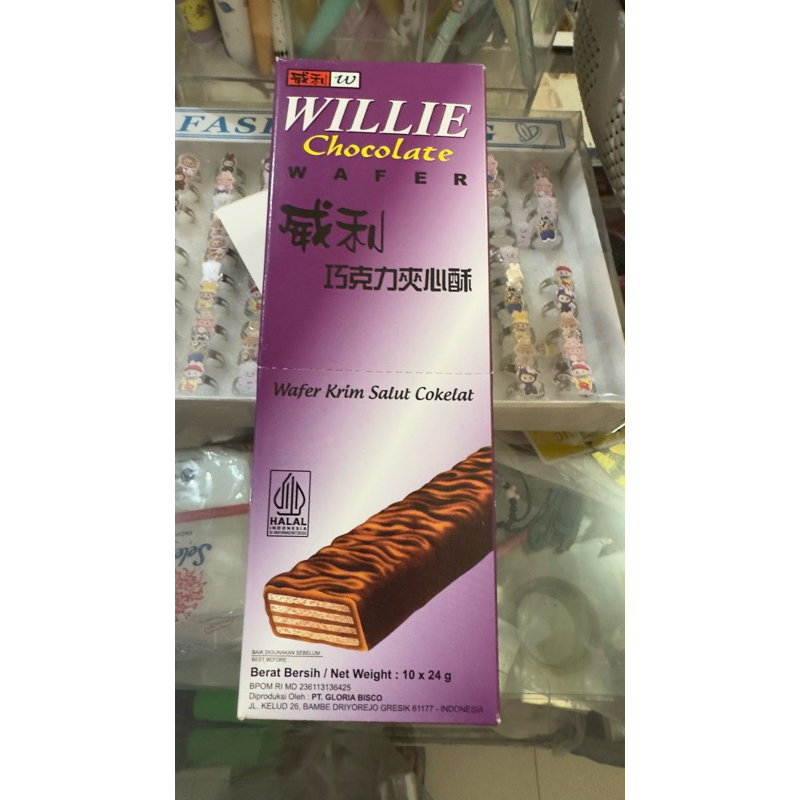 威利 W
WILLIE
Chocolate
WAFER
威利
巧克力夾心酥
Wafer Krim Salut Cokelat
HALAL
INDONESIA
BAIK DIGUNAKAN SEBELUM
BEST BEFORE :
Berat Bersih / Net Weight : 10 x 24 g
BPOM RI MD 236113136425
Diproduksi Oleh : PT. GLORIA BISCO
JL. KELUD 26, BAMBE DRIYOREJO GRESIK 61177 - INDONESIA